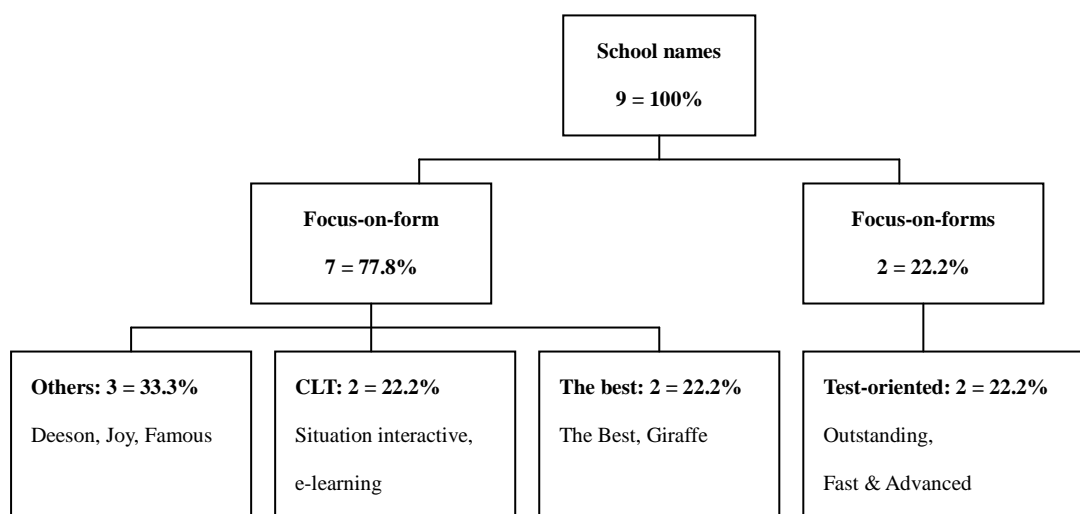 School names
9 = 100%
Focus-on-form
7 = 77.8%
Focus-on-forms
2 = 22.2%
Others: 3 = 33.3%
Deeson, Joy, Famous
CLT: 2 = 22.2%
Situation interactive,
e-learning
The best: 2 = 22.2%
The Best, Giraffe
Test-oriented: 2 = 22.2%
Outstanding,
Fast & Advanced